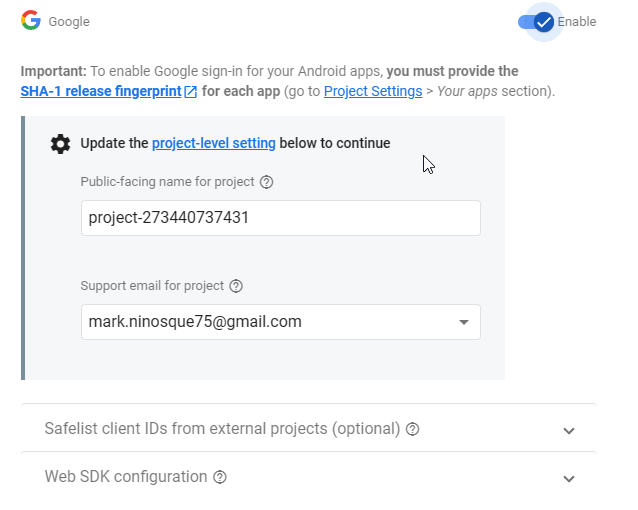 Google
Enable
Important: To enable Google sign-in for your Android apps, you must provide the
SHA-1 release fingerprint for each app (go to Project Settings > Your apps section).
Update the project-level setting below to continue
Public-facing name for project
project-273440737431
Support email for project
mark.ninosque75@gmail.com
Safelist client IDs from external projects (optional)
Web SDK configuration